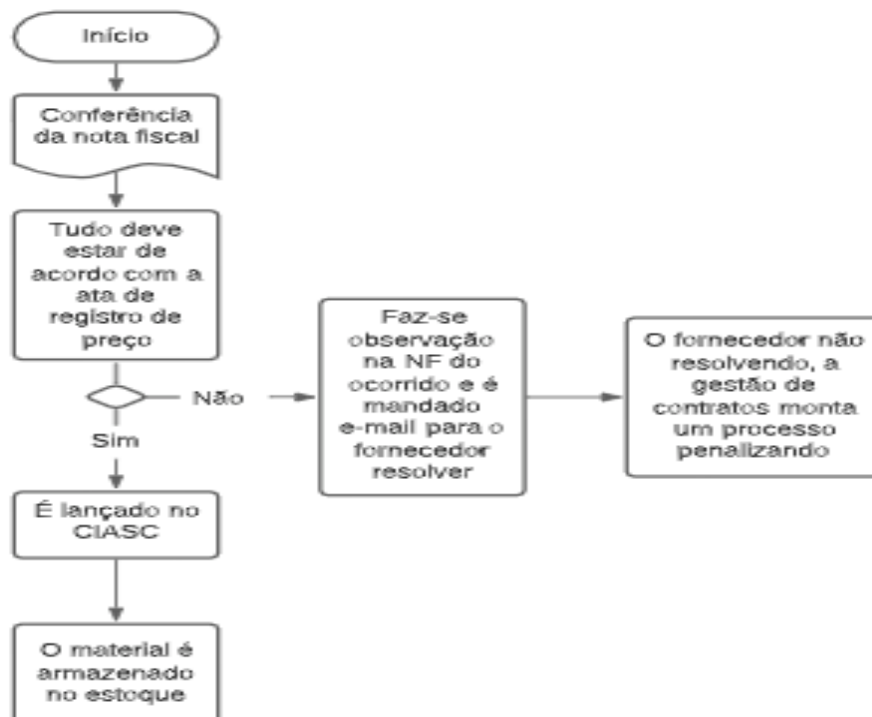 Início
Conferência
da nota fiscal
Tudo deve
estar de
acordo com a
ata de
registro de
preço
Não
Sim
Faz-se
observação
na NF do
ocorrido e é
mandado
e-mail para o
fornecedor
resolver
O fornecedor não
resolvendo, a
gestão de
contratos monta
um processo
penalizando
É lançado no
CIASC
O material é
armazenado
no estoque